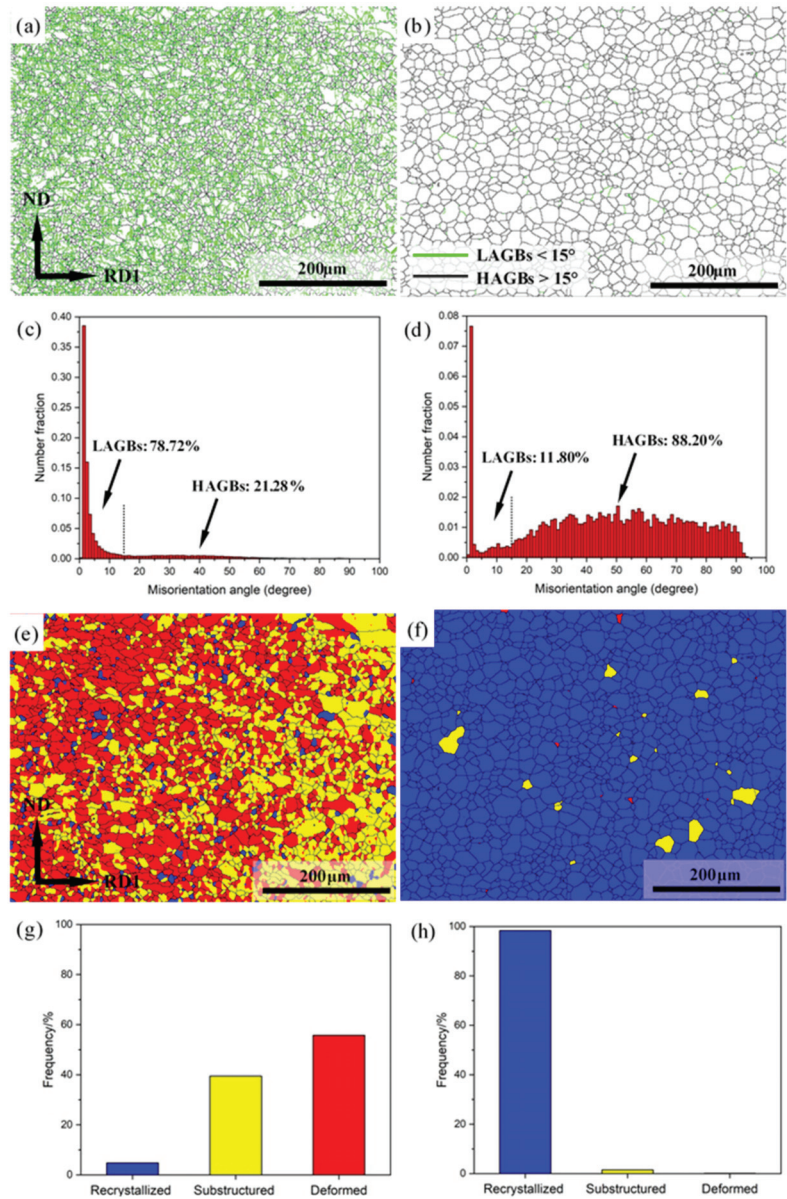 (a)
ND
RD1
200μm
(b)
LAGBs < 15°
HAGBs > 15°
200μm
(c)
0.40
0.35
0.30
0.25
0.20
0.15
0.10
0.05
0.00
Number fraction
LAGBs: 78.72%
HAGBs: 21.28%
0 10 20 30 40 50 60 70 80 90 100
Misorientation angle (degree)
(d)
0.08
0.07
0.06
0.05
0.04
0.03
0.02
0.01
0.00
Number fraction
LAGBs: 11.80%
HAGBs: 88.20%
0 10 20 30 40 50 60 70 80 90 100
Misorientation angle (degree)
(e)
ND
RD1
200μm
(f)
200μm
(g)
100
80
60
40
20
0
Frequency/%
Recrystallized Substructured Deformed
(h)
100
80
60
40
20
0
Frequency/%
Recrystallized Substructured Deformed